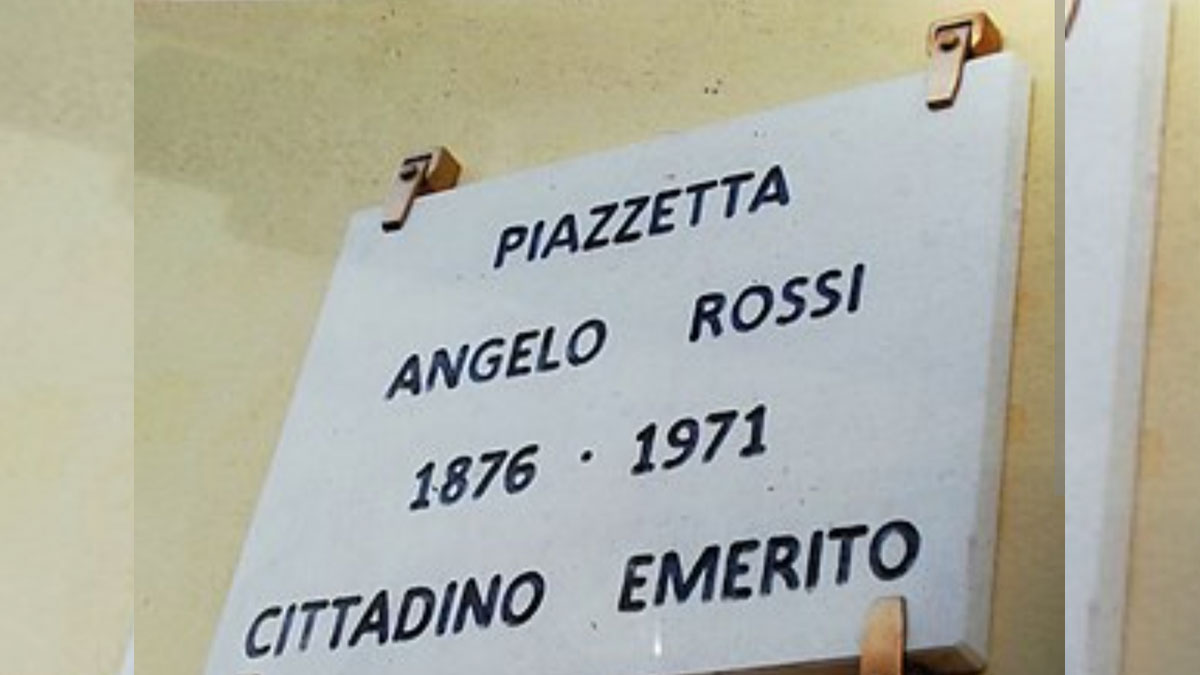 PIAZZETTA
ANGELO ROSSI
1876 · 1971
CITTADINO EMERITO